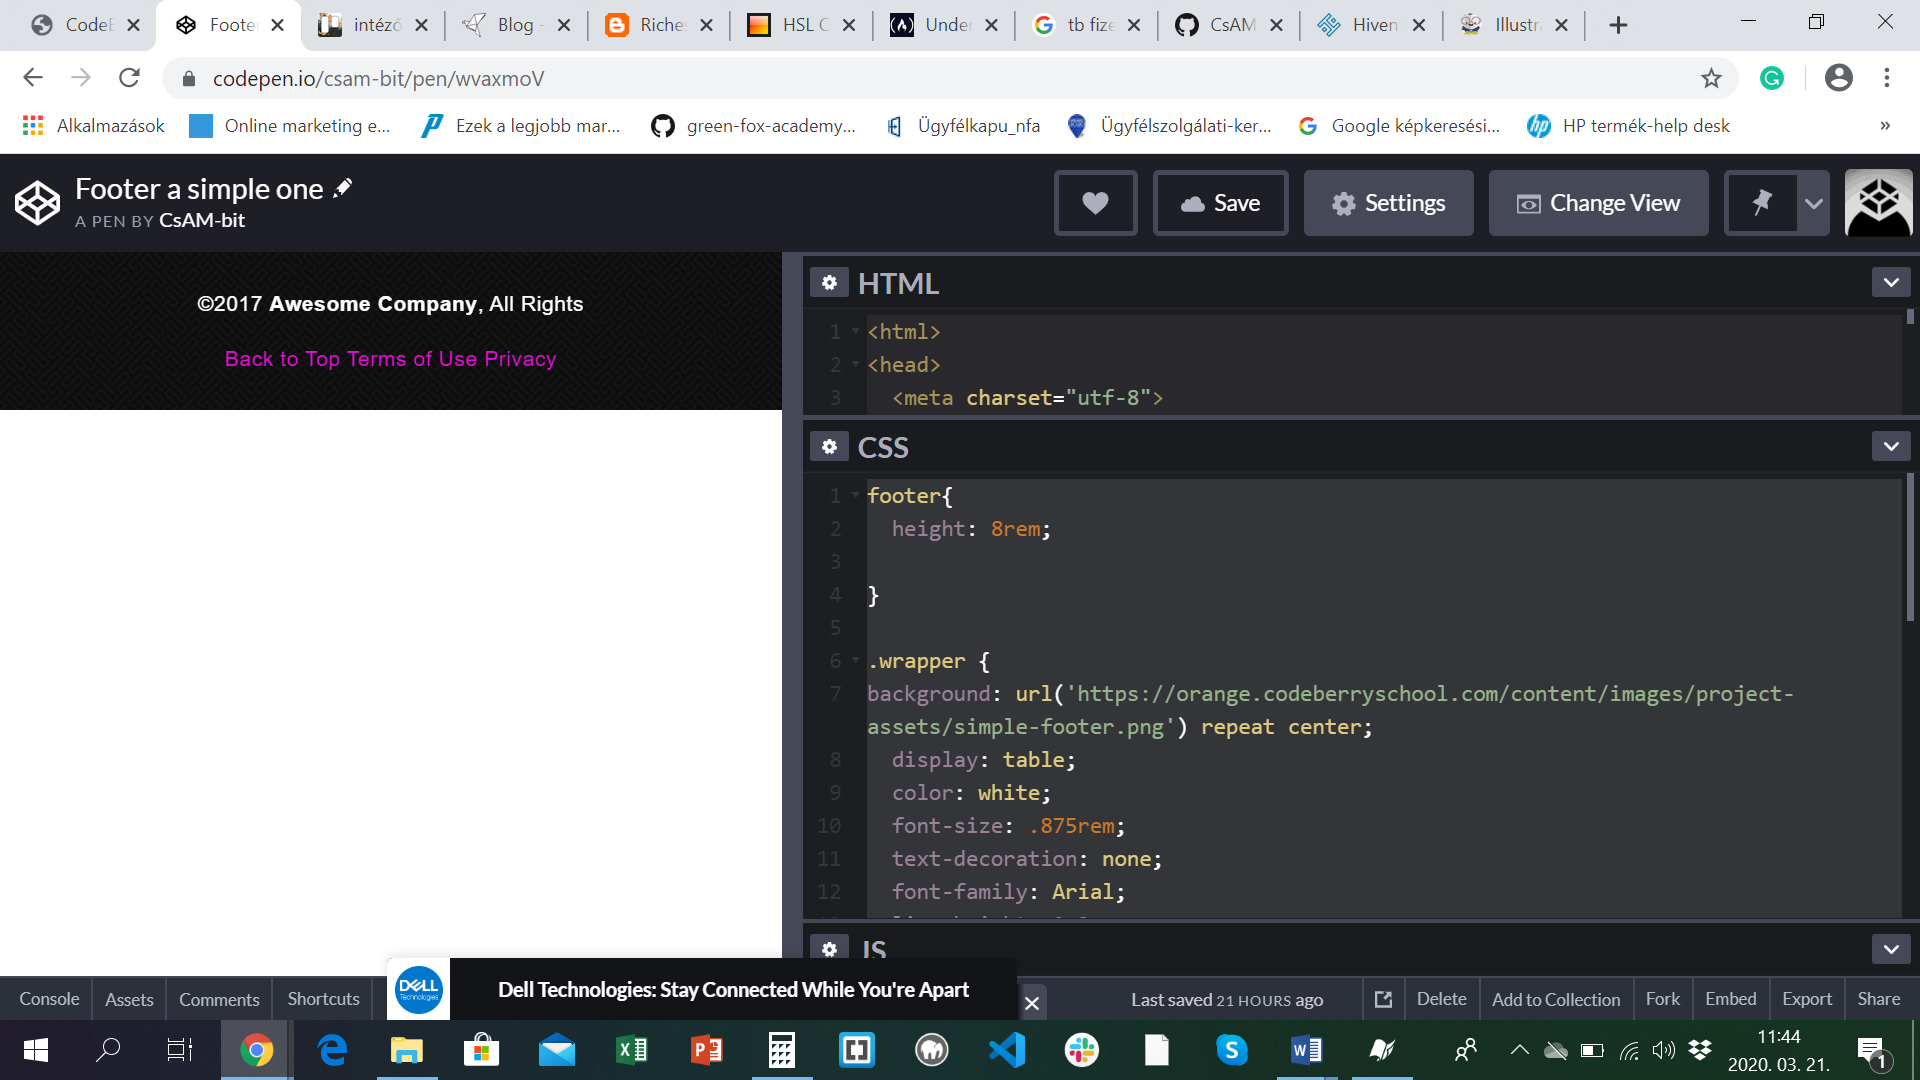 CodeB
Footer
intéző
Blog -
Riches
HSL C
Under
tb fize
CsAM
Hiven
Illustra
codepen.io/csam-bit/pen/wvaxmoV
Alkalmazások
Online marketing e...
Ezek a legjobb mar...
green-fox-academy...
Ügyfélkapu_nfa
Ügyfélszolgálati-ker...
Google képkeresési...
HP termék-help desk
»
Footer a simple one
A PEN BY CsAM-bit
Save
Settings
Change View
©2017 Awesome Company, All Rights
Back to Top Terms of Use Privacy
HTML
1 <html>
2 <head>
3 <meta charset="utf-8">
CSS
1 footer{
2 height: 8rem;
3
4 }
5
6 .wrapper {
7 background: url('https://orange.codeberryschool.com/content/images/project-
assets/simple-footer.png') repeat center;
8 display: table;
9 color: white;
10 font-size: .875rem;
11 text-decoration: none;
12 font-family: Arial;
JS
Console
Assets
Comments
Shortcuts
DELL
Technologies
Dell Technologies: Stay Connected While You're Apart
Last saved 21 HOURS ago
Delete
Add to Collection
Fork
Embed
Export
Share
11:44
2020. 03. 21.
1